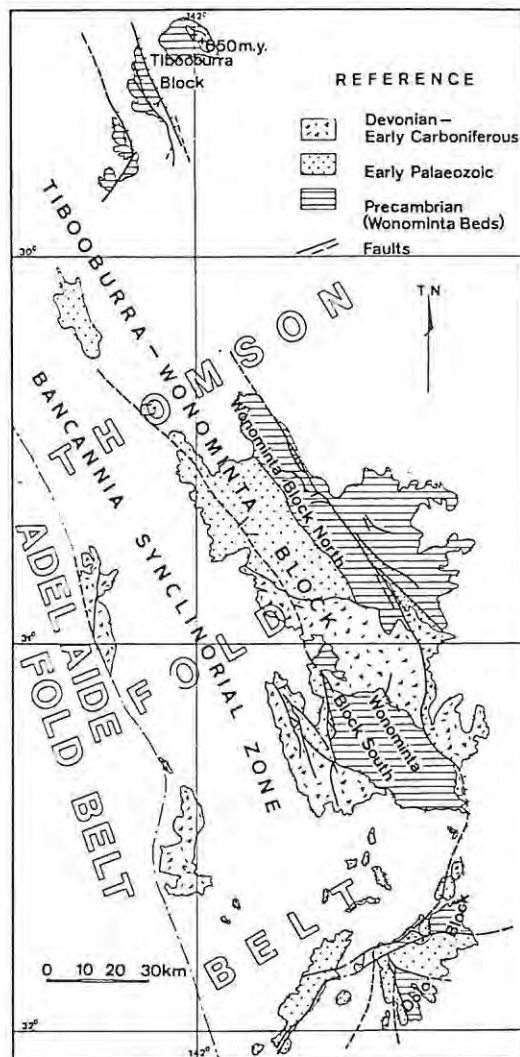 142°
650m.y.
Tibooburra
Block
REFERENCE
Devonian –
Early Carboniferous
Early Palaeozoic
Precambrian
(Wonominta Beds)
Faults
30°
TN
TIBOOBURRA – WONOMINTA BLOCK
THOMSON FOLD BELT
BANCANNIA SYNCLINORIAL ZONE
Wonominta Block North
31°
ADELAIDE
FOLD BELT
Wonominta
Block South
Block
0 10 20 30km
32°
142°